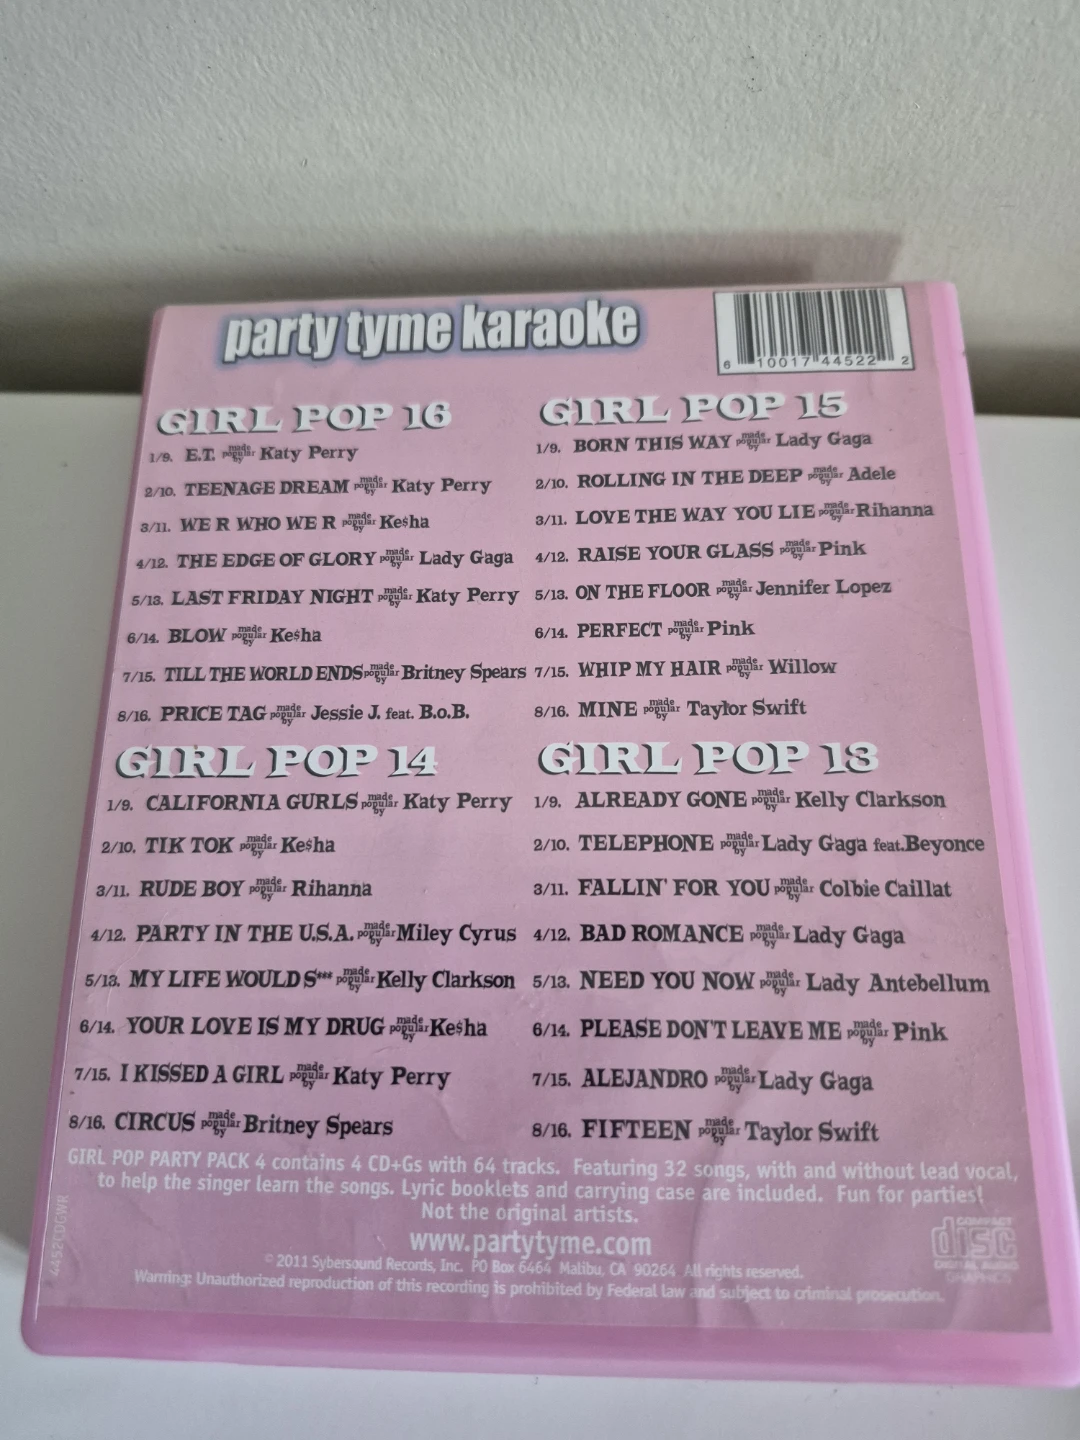 party tyme karaoke
6 10017 44522 2
GIRL POP 16
1/9. E.T. made popular by Katy Perry
2/10. TEENAGE DREAM made popular by Katy Perry
3/11. WE R WHO WE R made popular by Ke$ha
4/12. THE EDGE OF GLORY made popular by Lady Gaga
5/13. LAST FRIDAY NIGHT made popular by Katy Perry
6/14. BLOW made popular by Ke$ha
7/15. TILL THE WORLD ENDS made popular by Britney Spears
8/16. PRICE TAG made popular by Jessie J. feat. B.o.B.
GIRL POP 15
1/9. BORN THIS WAY made popular by Lady Gaga
2/10. ROLLING IN THE DEEP made popular by Adele
3/11. LOVE THE WAY YOU LIE made popular by Rihanna
4/12. RAISE YOUR GLASS made popular by Pink
5/13. ON THE FLOOR made popular by Jennifer Lopez
6/14. PERFECT made popular by Pink
7/15. WHIP MY HAIR made popular by Willow
8/16. MINE made popular by Taylor Swift
GIRL POP 14
1/9. CALIFORNIA GURLS made popular by Katy Perry
2/10. TIK TOK made popular by Ke$ha
3/11. RUDE BOY made popular by Rihanna
4/12. PARTY IN THE U.S.A. made popular by Miley Cyrus
5/13. MY LIFE WOULD S*** made popular by Kelly Clarkson
6/14. YOUR LOVE IS MY DRUG made popular by Ke$ha
7/15. I KISSED A GIRL made popular by Katy Perry
8/16. CIRCUS made popular by Britney Spears
GIRL POP 13
1/9. ALREADY GONE made popular by Kelly Clarkson
2/10. TELEPHONE made popular by Lady Gaga feat.Beyonce
3/11. FALLIN' FOR YOU made popular by Colbie Caillat
4/12. BAD ROMANCE made popular by Lady Gaga
5/13. NEED YOU NOW made popular by Lady Antebellum
6/14. PLEASE DON'T LEAVE ME made popular by Pink
7/15. ALEJANDRO made popular by Lady Gaga
8/16. FIFTEEN made popular by Taylor Swift
GIRL POP PARTY PACK 4 contains 4 CD+Gs with 64 tracks. Featuring 32 songs, with and without lead vocal,
to help the singer learn the songs. Lyric booklets and carrying case are included. Fun for parties!
Not the original artists.
www.partytyme.com
© 2011 Sybersound Records, Inc. PO Box 6464 Malibu, CA 90264 All rights reserved.
Warning: Unauthorized reproduction of this recording is prohibited by Federal law and subject to criminal prosecution.
4452CDGWR
COMPACT
disc
DIGITAL AUDIO
GRAPHICS